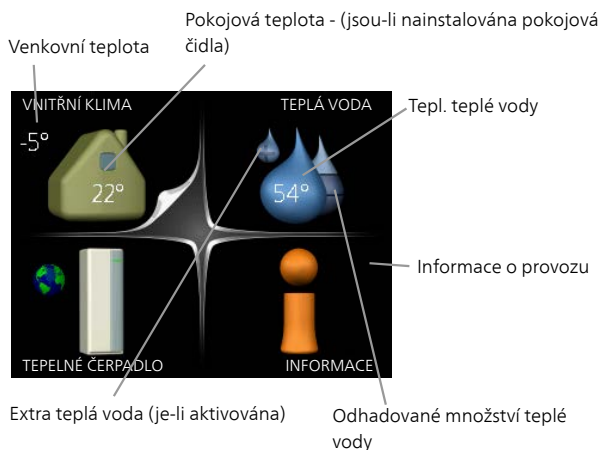 Pokojová teplota - (jsou-li nainstalována pokojová
čidla)
Venkovní teplota
VNITŘNÍ KLIMA
TEPLÁ VODA
Tepl. teplé vody
-5°
22°
54°
Informace o provozu
TEPELNÉ ČERPADLO
INFORMACE
Extra teplá voda (je-li aktivována)
Odhadované množství teplé
vody